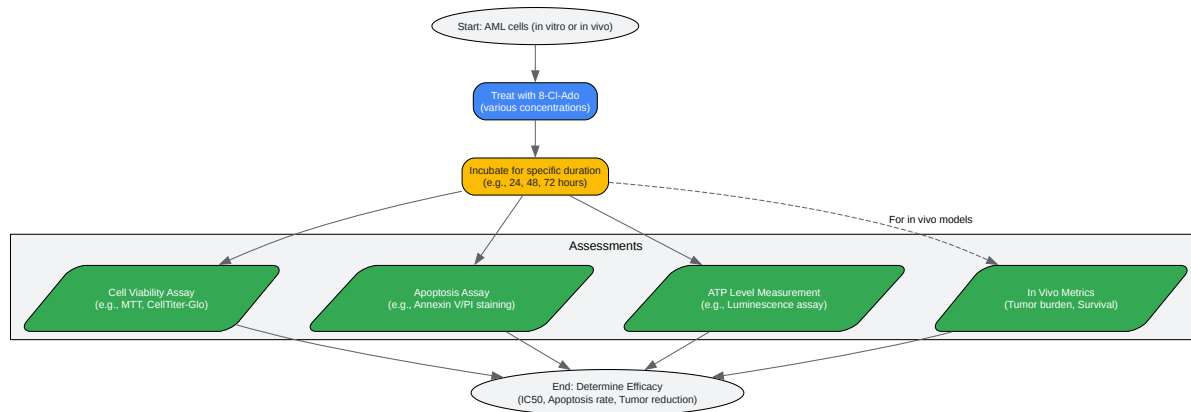 Start: AML cells (in vitro or in vivo)
Treat with 8-Cl-Ado
(various concentrations)
Incubate for specific duration
(e.g., 24, 48, 72 hours)
For in vivo models
Assessments
Cell Viability Assay
(e.g., MTT, CellTiter-Glo)
Apoptosis Assay
(e.g., Annexin V/PI staining)
ATP Level Measurement
(e.g., Luminescence assay)
In Vivo Metrics
(Tumor burden, Survival)
End: Determine Efficacy
(IC50, Apoptosis rate, Tumor reduction)